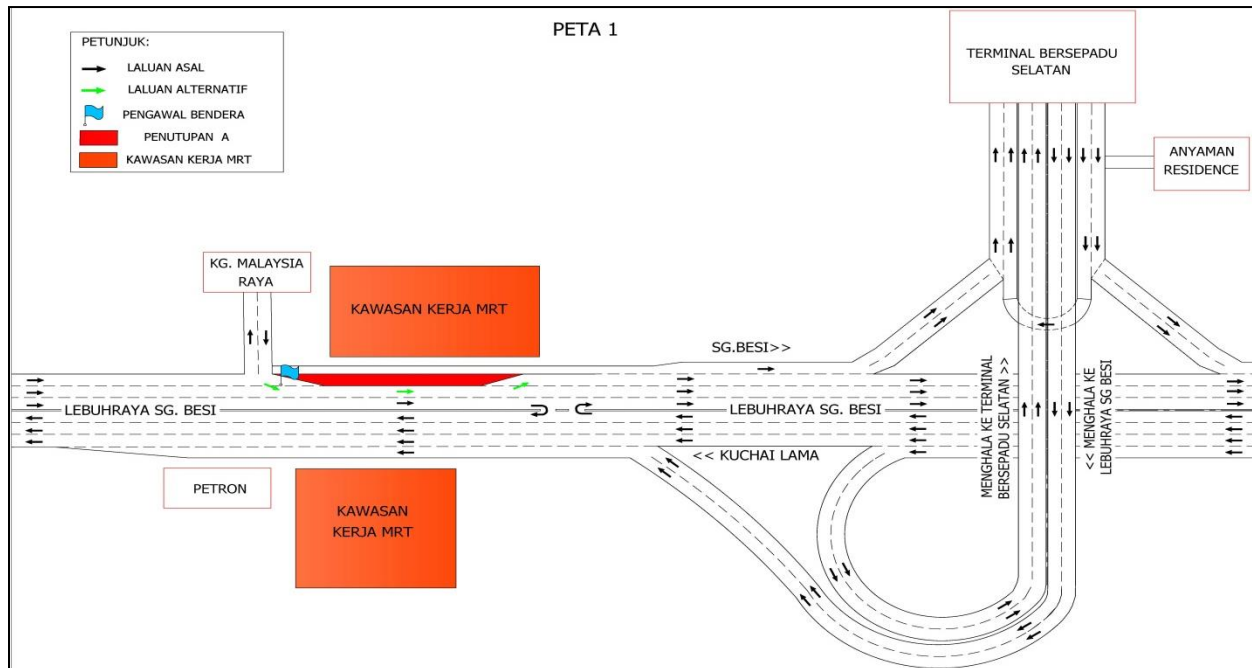 PETA 1
PETUNJUK:
LALUAN ASAL
LALUAN ALTERNATIF
PENGAWAL BENDERA
PENUTUPAN A
KAWASAN KERJA MRT
TERMINAL BERSEPADU
SELATAN
ANYAMAN
RESIDENCE
KG. MALAYSIA
RAYA
KAWASAN KERJA MRT
SG.BESI>>
LEBUHRAYA SG. BESI
LEBUHRAYA SG. BESI
MENGHALA KE TERMINAL
BERSEPADU SELATAN >>
<< MENGHALA KE
LEBUHRAYA SG BESI
<< KUCHAI LAMA
PETRON
KAWASAN
KERJA MRT